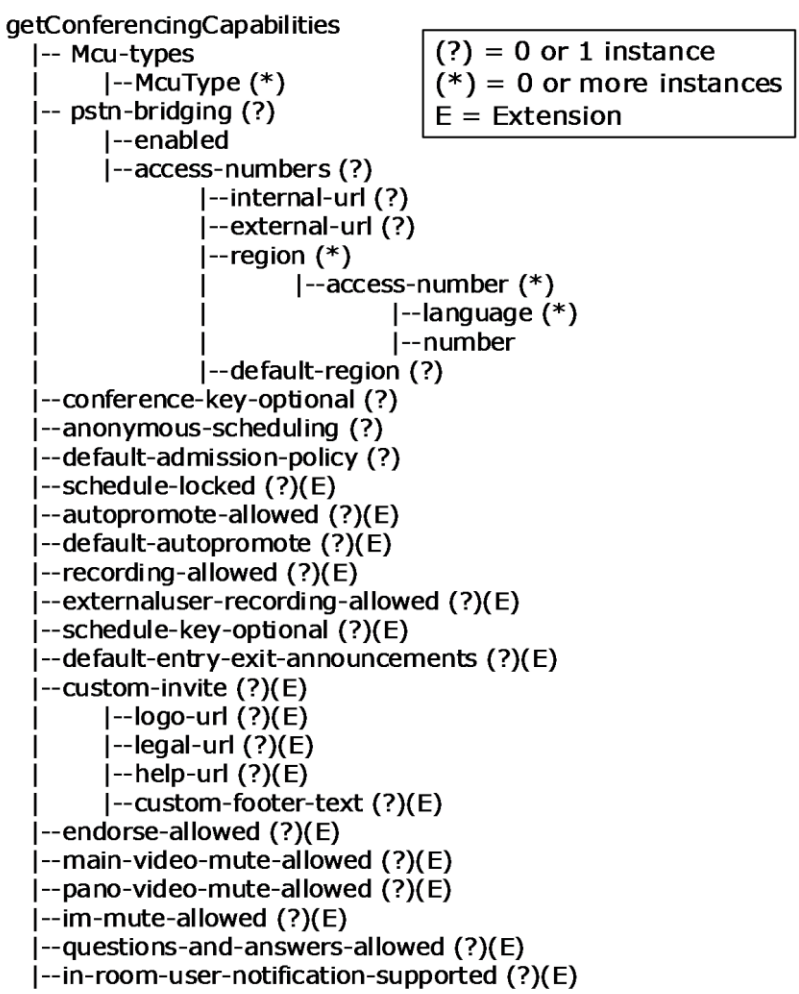 getConferencingCapabilities
|-- Mcu-types
|    |--McuType (*)
|-- pstn-bridging (?)
|    |--enabled
|    |--access-numbers (?)
|         |--internal-url (?)
|         |--external-url (?)
|         |--region (*)
|         |    |--access-number (*)
|         |         |--language (*)
|         |         |--number
|         |--default-region (?)
|--conference-key-optional (?)
|--anonymous-scheduling (?)
|--default-admission-policy (?)
|--schedule-locked (?)(E)
|--autopromote-allowed (?)(E)
|--default-autopromote (?)(E)
|--recording-allowed (?)(E)
|--externaluser-recording-allowed (?)(E)
|--schedule-key-optional (?)(E)
|--default-entry-exit-announcements (?)(E)
|--custom-invite (?)(E)
|    |--logo-url (?)(E)
|    |--legal-url (?)(E)
|    |--help-url (?)(E)
|    |--custom-footer-text (?)(E)
|--endorse-allowed (?)(E)
|--main-video-mute-allowed (?)(E)
|--pano-video-mute-allowed (?)(E)
|--im-mute-allowed (?)(E)
|--questions-and-answers-allowed (?)(E)
|--in-room-user-notification-supported (?)(E)
(?) = 0 or 1 instance
(*) = 0 or more instances
E = Extension